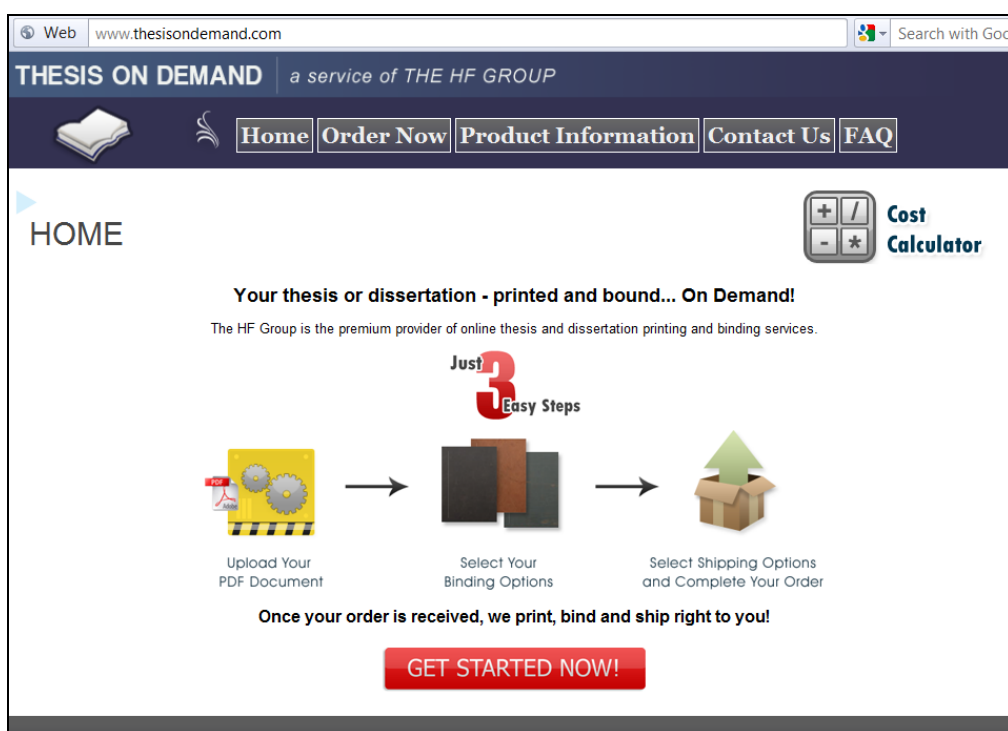 Web www.thesisondemand.com Search with Goo
THESIS ON DEMAND a service of THE HF GROUP
Home Order Now Product Information Contact Us FAQ
HOME
+ / - *
Cost
Calculator
Your thesis or dissertation - printed and bound... On Demand!
The HF Group is the premium provider of online thesis and dissertation printing and binding services.
Just
3
Easy Steps
PDF
Adobe
Upload Your
PDF Document
Select Your
Binding Options
Select Shipping Options
and Complete Your Order
Once your order is received, we print, bind and ship right to you!
GET STARTED NOW!